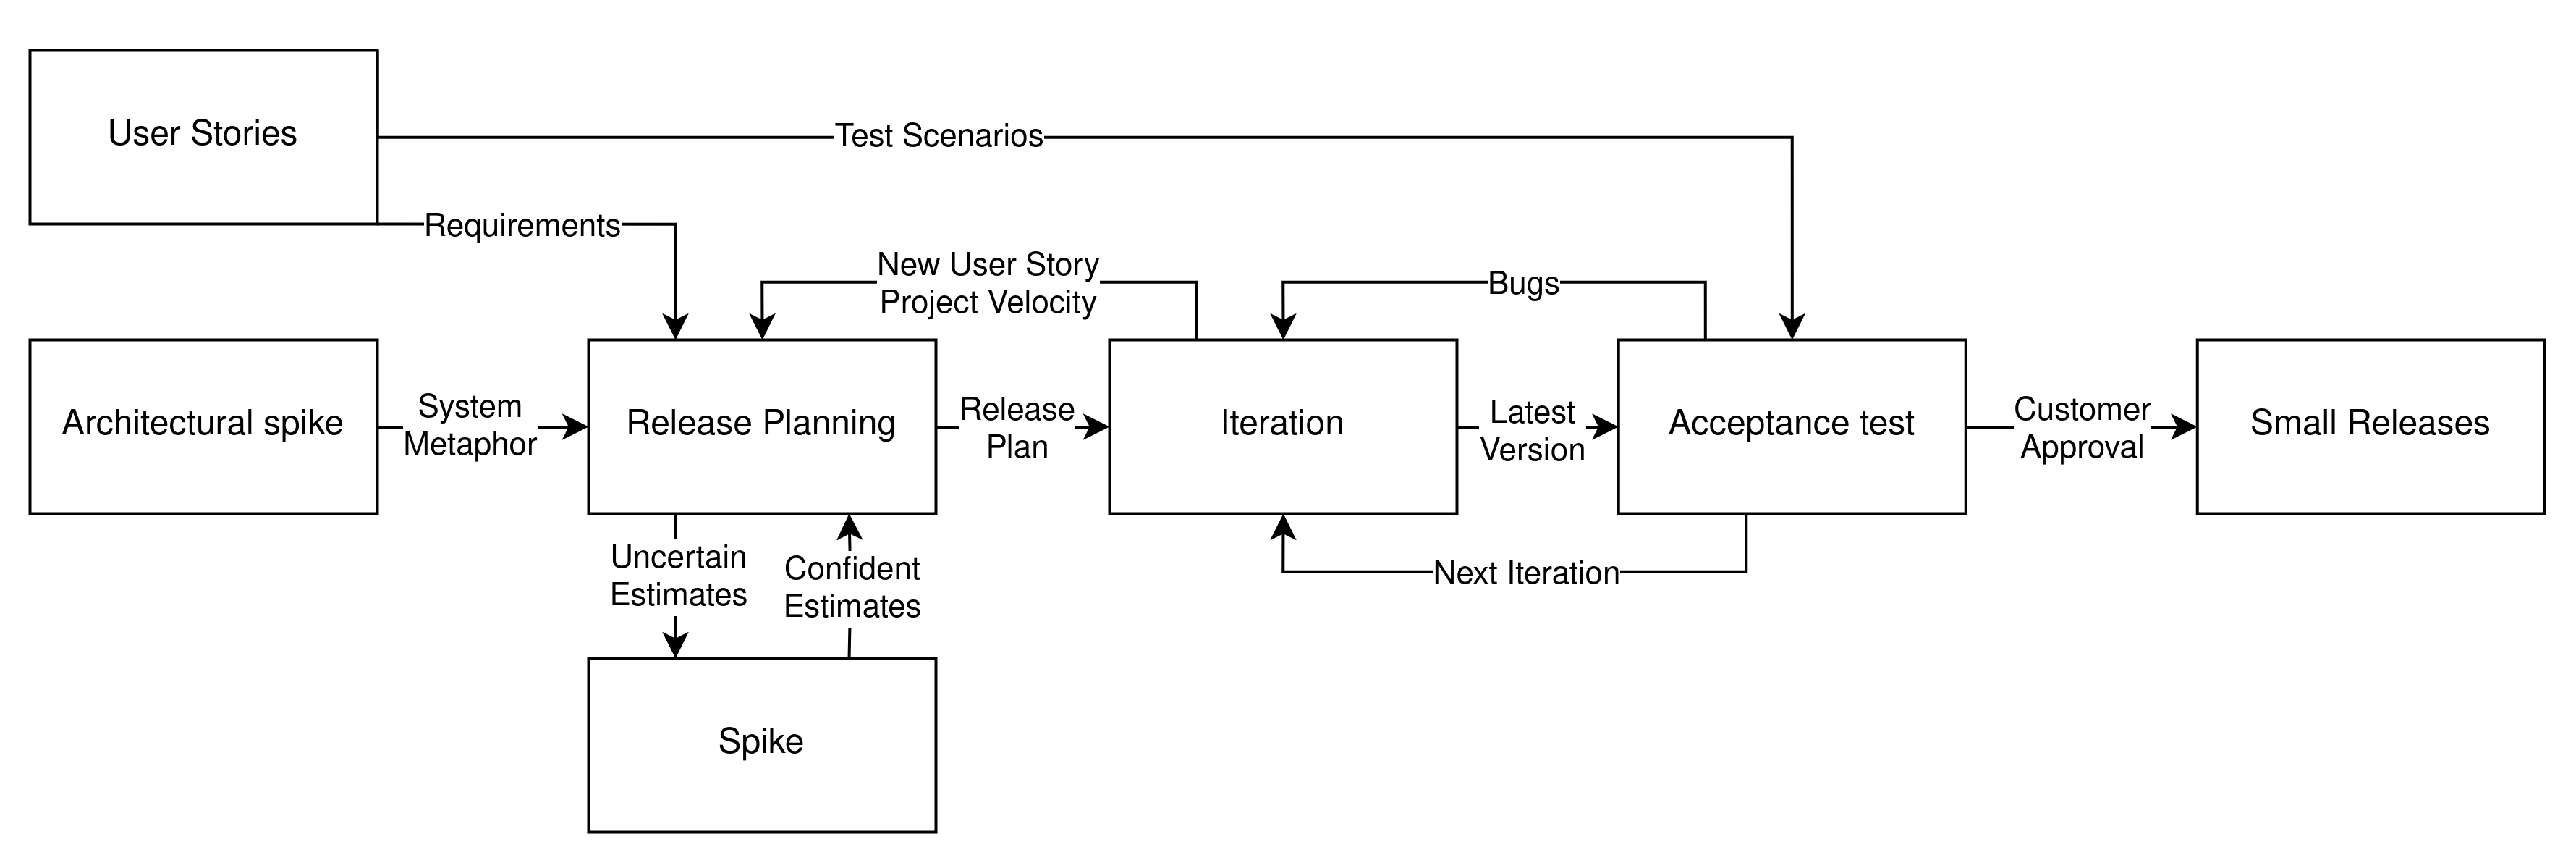 User Stories
Test Scenarios
Requirements
New User Story
Project Velocity
Bugs
Architectural spike
System
Metaphor
Release Planning
Release
Plan
Iteration
Latest
Version
Acceptance test
Customer
Approval
Small Releases
Uncertain
Estimates
Confident
Estimates
Next Iteration
Spike